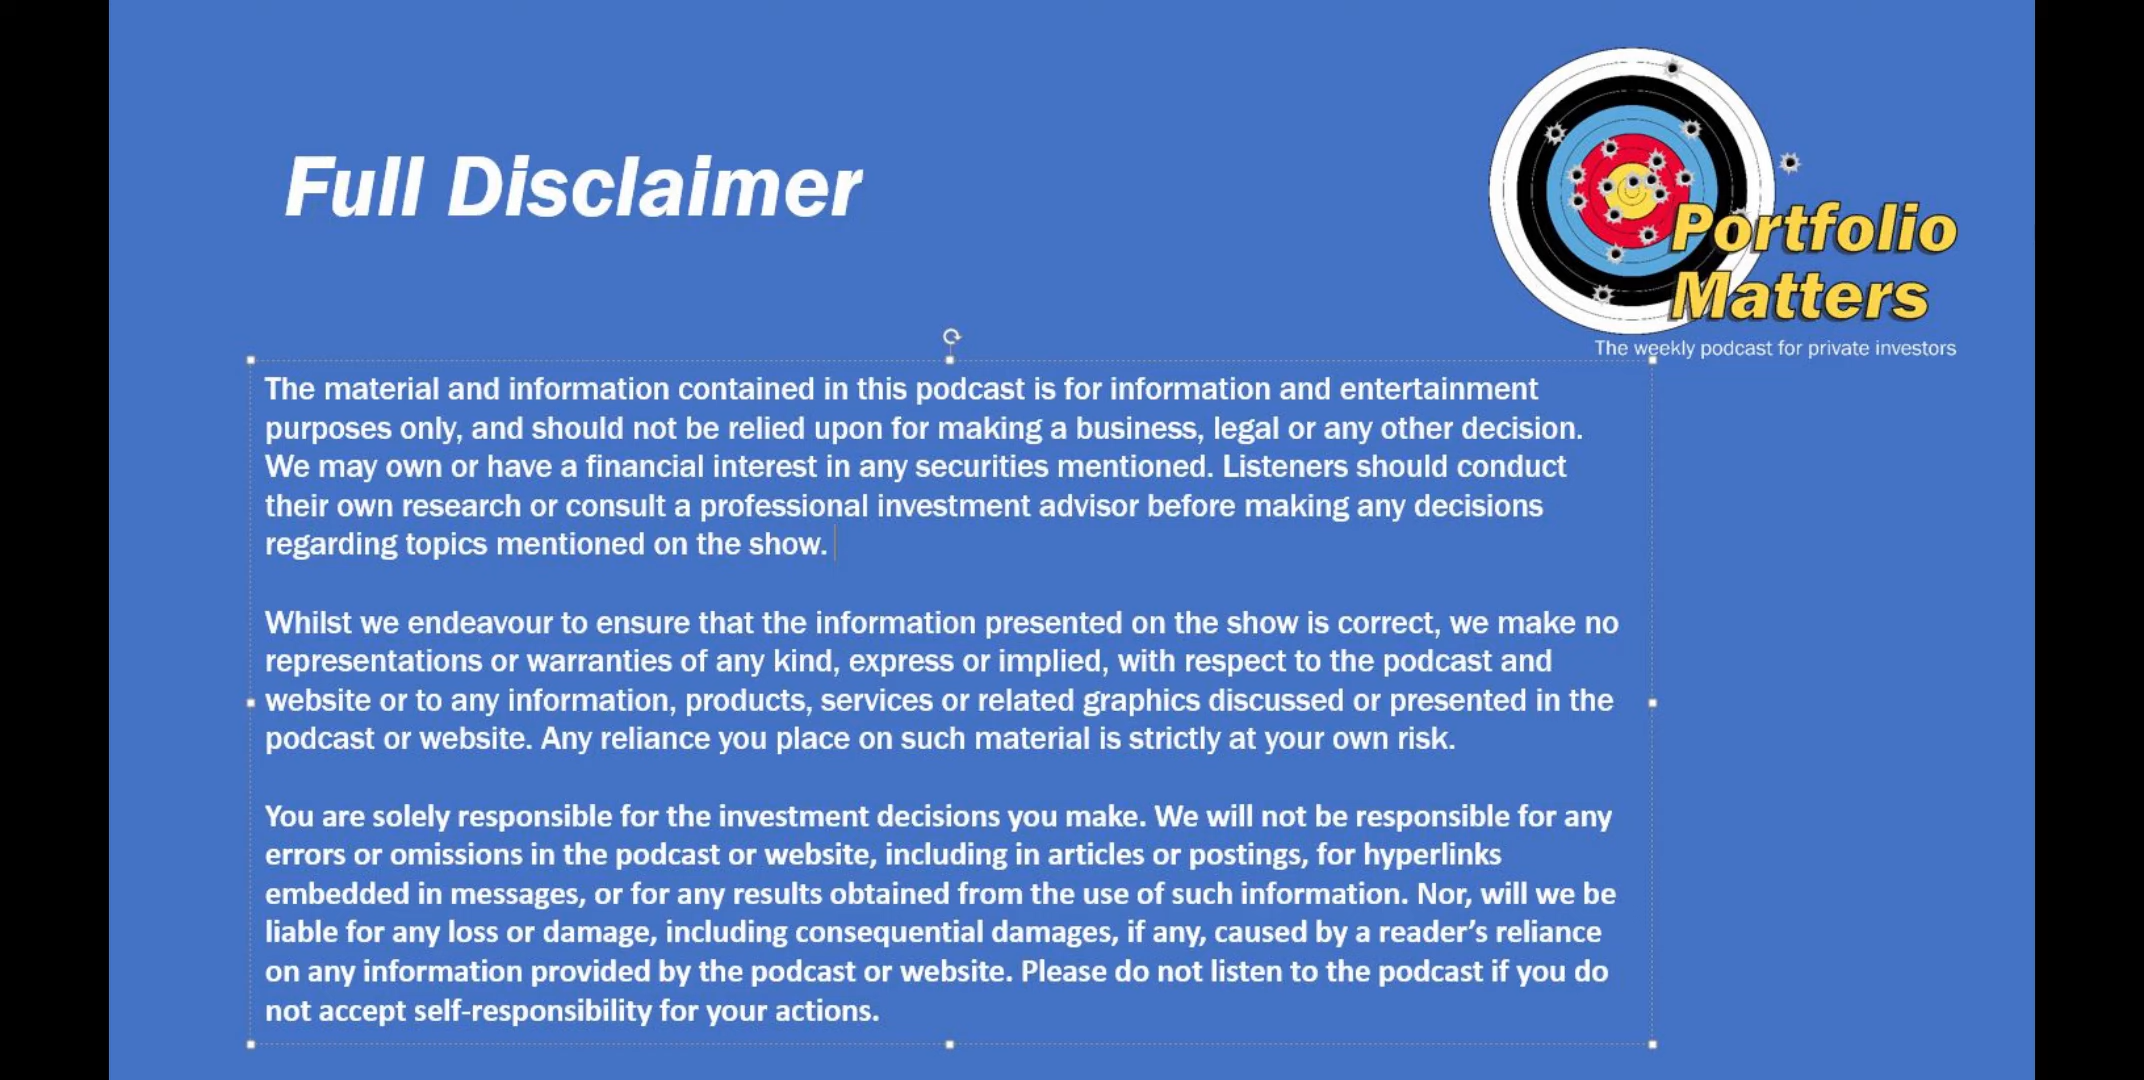 Full Disclaimer
Portfolio
Matters
The weekly podcast for private investors
The material and information contained in this podcast is for information and entertainment
purposes only, and should not be relied upon for making a business, legal or any other decision.
We may own or have a financial interest in any securities mentioned. Listeners should conduct
their own research or consult a professional investment advisor before making any decisions
regarding topics mentioned on the show.
Whilst we endeavour to ensure that the information presented on the show is correct, we make no
representations or warranties of any kind, express or implied, with respect to the podcast and
website or to any information, products, services or related graphics discussed or presented in the
podcast or website. Any reliance you place on such material is strictly at your own risk.
You are solely responsible for the investment decisions you make. We will not be responsible for any
errors or omissions in the podcast or website, including in articles or postings, for hyperlinks
embedded in messages, or for any results obtained from the use of such information. Nor, will we be
liable for any loss or damage, including consequential damages, if any, caused by a reader’s reliance
on any information provided by the podcast or website. Please do not listen to the podcast if you do
not accept self-responsibility for your actions.